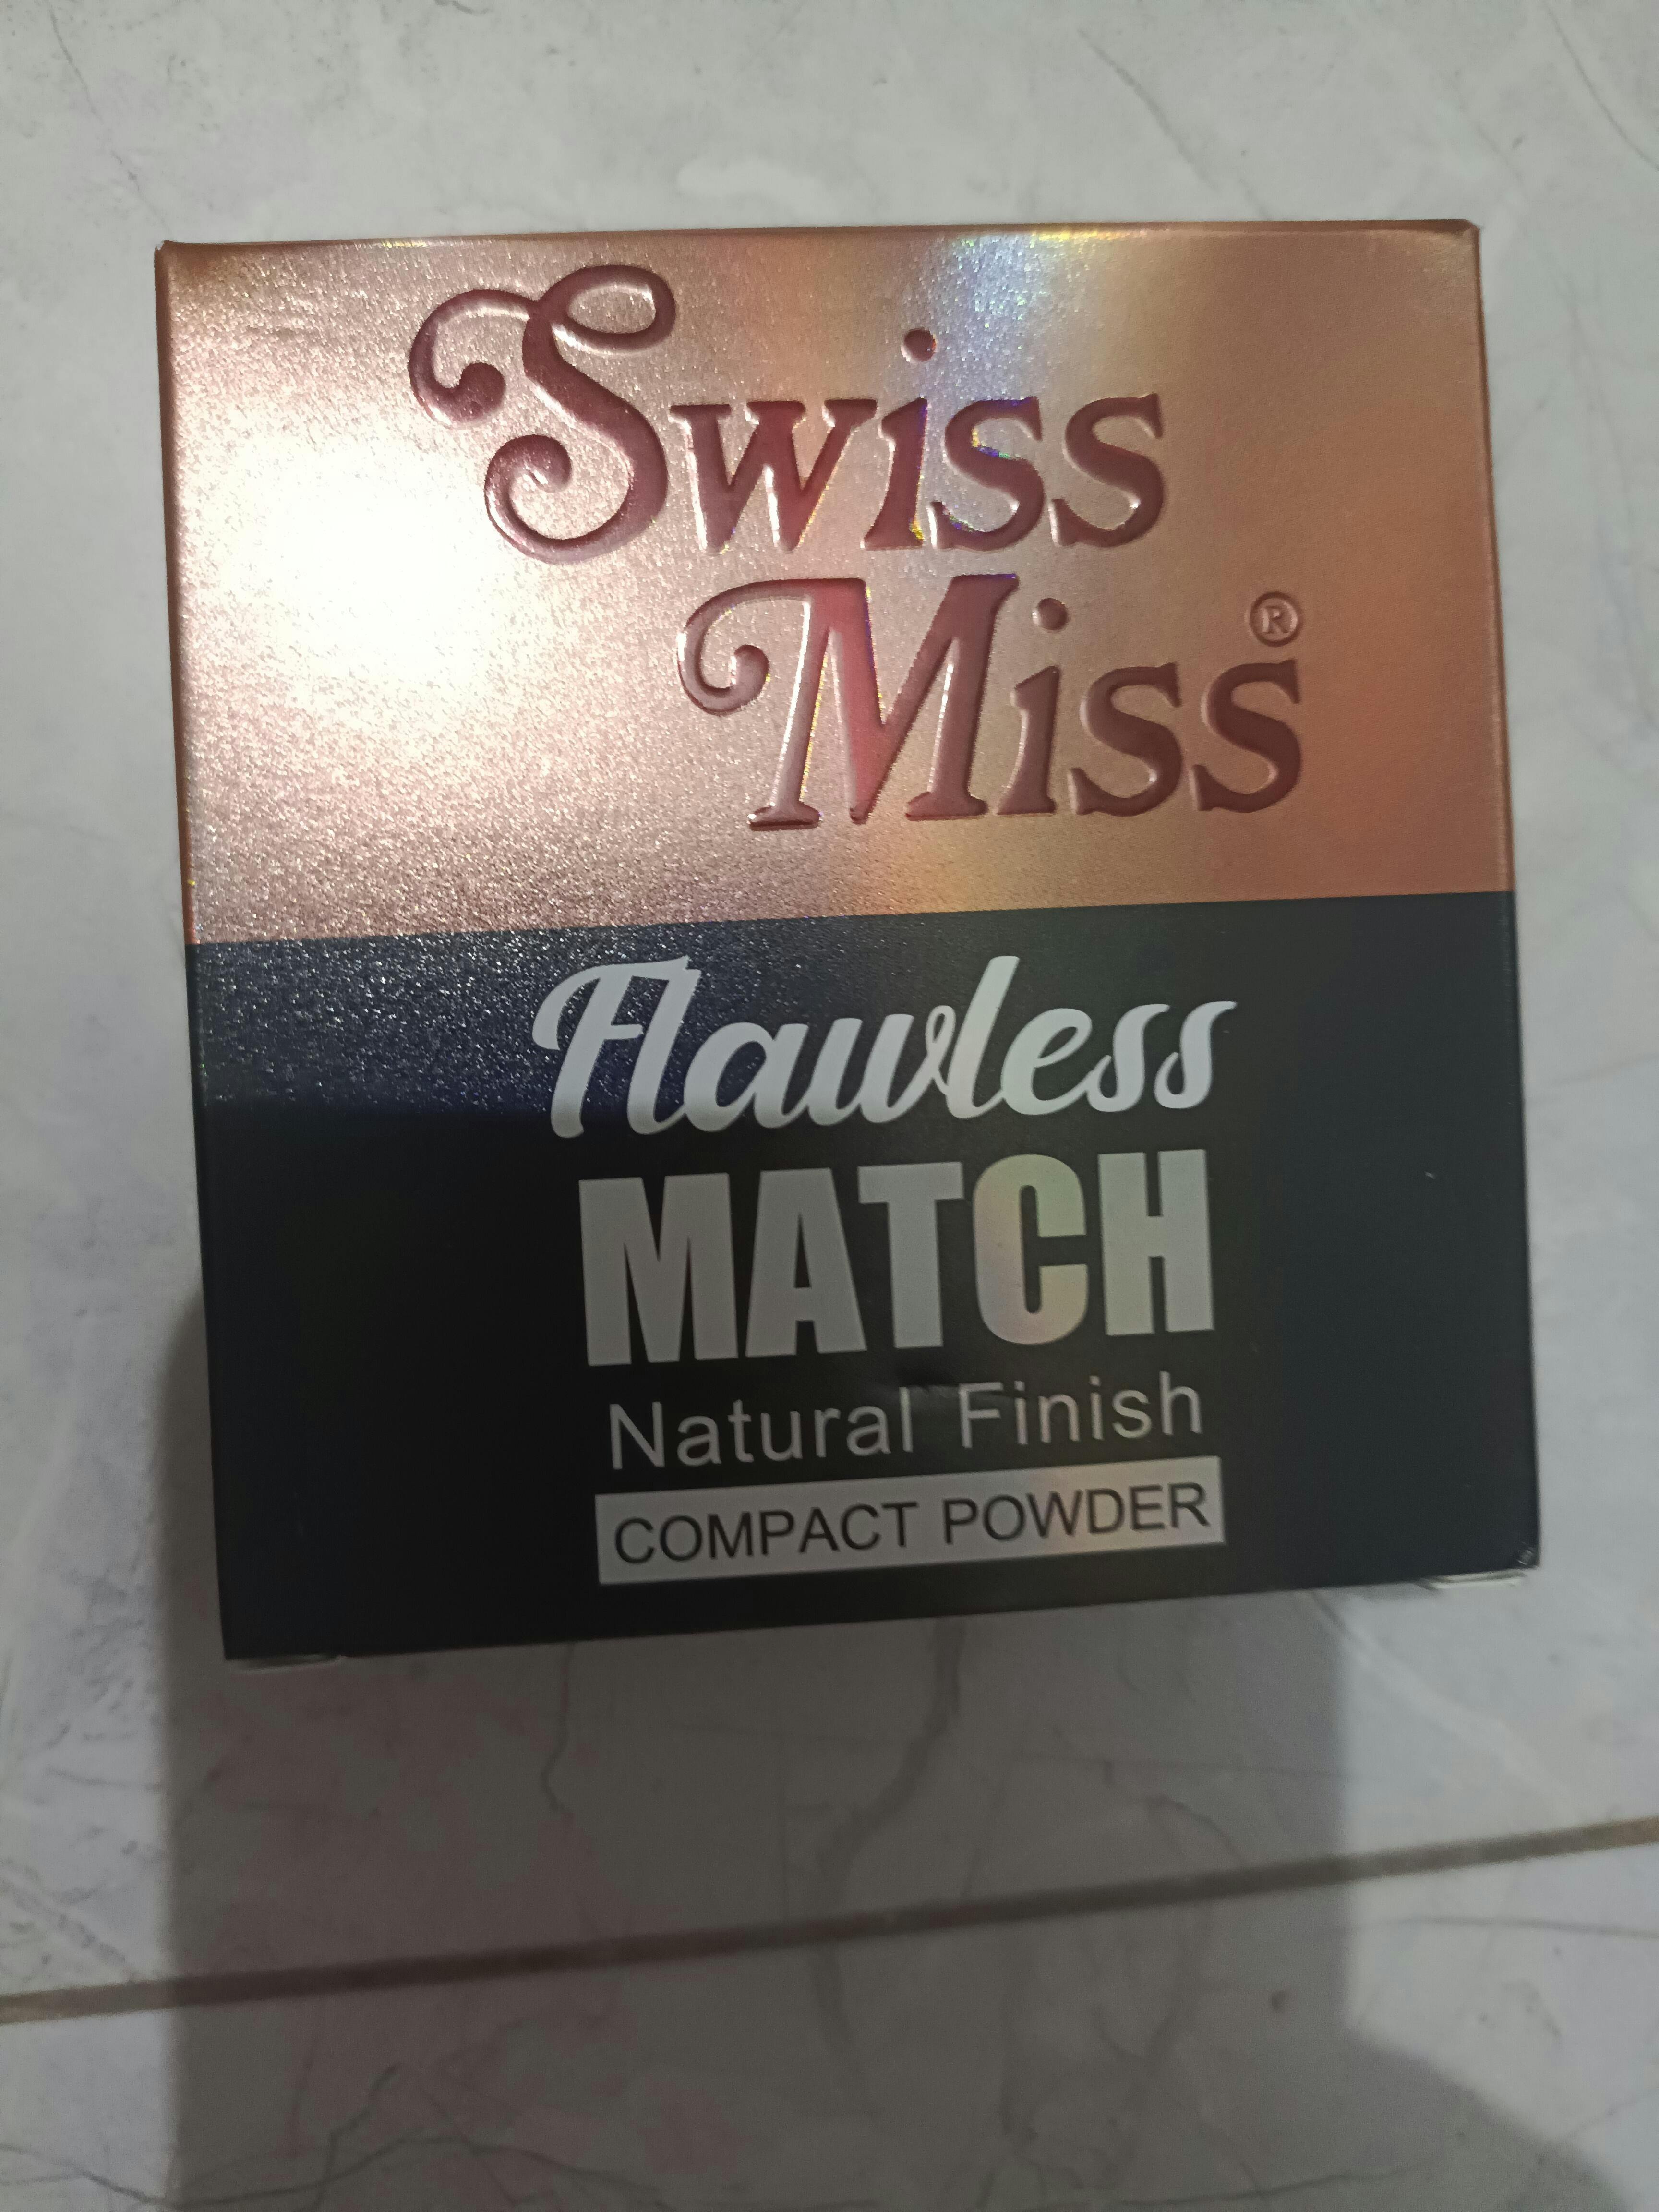 Swiss
Miss®
Flawless
MATCH
Natural Finish
COMPACT POWDER